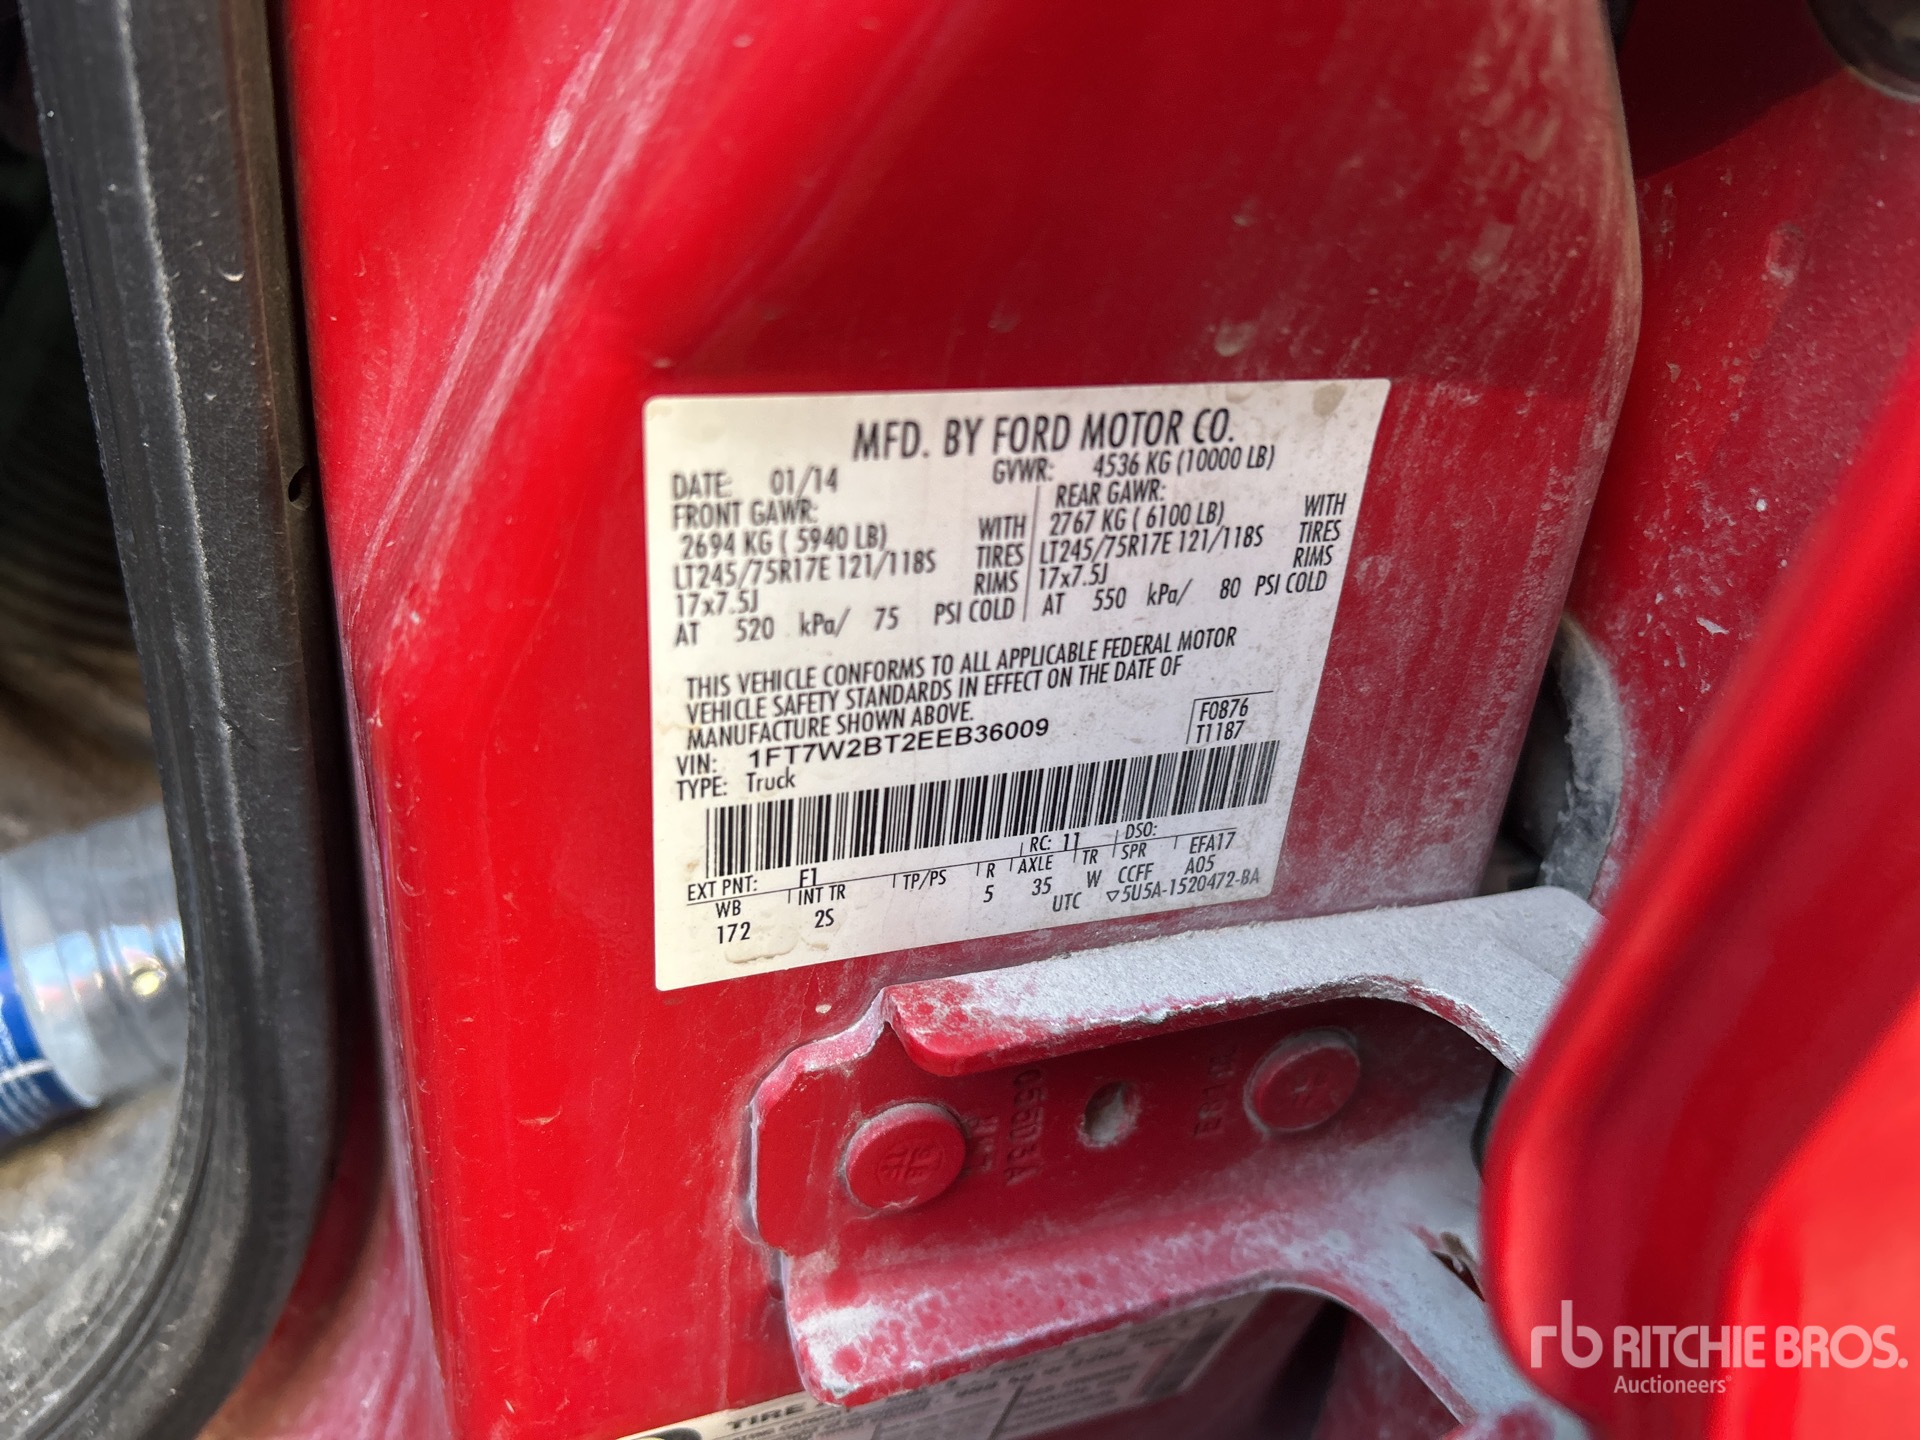 MFD. BY FORD MOTOR CO.
DATE: 01/14 GVWR: 4536 KG (10000 LB)
FRONT GAWR: REAR GAWR:
2694 KG ( 5940 LB) WITH 2767 KG ( 6100 LB) WITH
LT245/75R17E 121/118S TIRES LT245/75R17E 121/118S TIRES
17x7.5J RIMS 17x7.5J RIMS
AT 520 kPa/ 75 PSI COLD AT 550 kPa/ 80 PSI COLD
THIS VEHICLE CONFORMS TO ALL APPLICABLE FEDERAL MOTOR
VEHICLE SAFETY STANDARDS IN EFFECT ON THE DATE OF
MANUFACTURE SHOWN ABOVE.
F0876
VIN: 1FT7W2BT2EEB36009 T1187
TYPE: Truck
EXT PNT: F1 RC: 11 DSO:
WB INT TR TP/PS R AXLE TR SPR EFA17
172 2S 5 35 W CCFF A05
UTC ▽5U5A-1520472-BA
TIRE
rb RITCHIE BROS.
Auctioneers